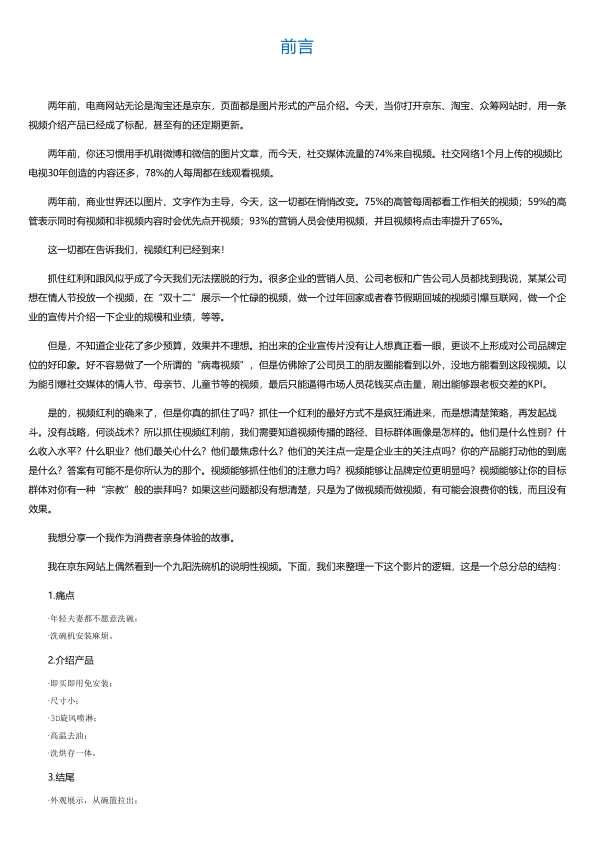 前言
两年前，电商网站无论是淘宝还是京东，页面都是图片形式的产品介绍。今天，当你打开京东、淘宝、众筹网站时，用一条
视频介绍产品已经成了标配，甚至有的还定期更新。
两年前，你还习惯用手机刷微博和微信的图片文章，而今天，社交媒体流量的74%来自视频。社交网络1个月上传的视频比
电视30年创造的内容还多，78%的人每周都在线观看视频。
两年前，商业世界还以图片、文字作为主导，今天，这一切都在悄悄改变。75%的高管每周都看工作相关的视频；59%的高
管表示同时有视频和非视频内容时会优先点开视频；93%的营销人员会使用视频，并且视频将点击率提升了65%。
这一切都在告诉我们，视频红利已经到来！
抓住红利和跟风似乎成了今天我们无法摆脱的行为。很多企业的营销人员、公司老板和广告公司人员都找到我说，某某公司
想在情人节投放一个视频，在“双十二”展示一个忙碌的视频，做一个过年回家或者春节假期回城的视频引爆互联网，做一个企
业的宣传片介绍一下企业的规模和业绩，等等。
但是，不知道企业花了多少预算，效果并不理想。拍出来的企业宣传片没有让人想真正看一眼，更谈不上形成对公司品牌定
位的好印象。好不容易做了一个所谓的“病毒视频”，但是仿佛除了公司员工的朋友圈能看到以外，没地方能看到这段视频。以
为能引爆社交媒体的情人节、母亲节、儿童节等的视频，最后只能逼得市场人员花钱买点击量，刷出能够跟老板交差的KPI。
是的，视频红利的确来了，但是你真的抓住了吗？抓住一个红利的最好方式不是疯狂涌进来，而是想清楚策略，再发起战
斗。没有战略，何谈战术？所以抓住视频红利前，我们需要知道视频传播的路径、目标群体画像是怎样的。他们是什么性别？什
么收入水平？什么职业？他们最关心什么？他们最焦虑什么？他们的关注点一定是企业主的关注点吗？你的产品能打动他的到底
是什么？答案有可能不是你所认为的那个。视频能够抓住他们的注意力吗？视频能够让品牌定位更明显吗？视频能够让你的目标
群体对你有一种“宗教”般的崇拜吗？如果这些问题都没有想清楚，只是为了做视频而做视频，有可能会浪费你的钱，而且没有
效果。
我想分享一个我作为消费者亲身体验的故事。
我在京东网站上偶然看到一个九阳洗碗机的说明性视频。下面，我们来整理一下这个影片的逻辑，这是一个总分总的结构：
1.痛点
·年轻夫妻都不愿意洗碗；
·洗碗机安装麻烦。
2.介绍产品
·即买即用免安装；
·尺寸小；
·3D旋风喷淋；
·高温去油；
·洗烘存一体。
3.结尾
·外观展示，从碗篮拉出；